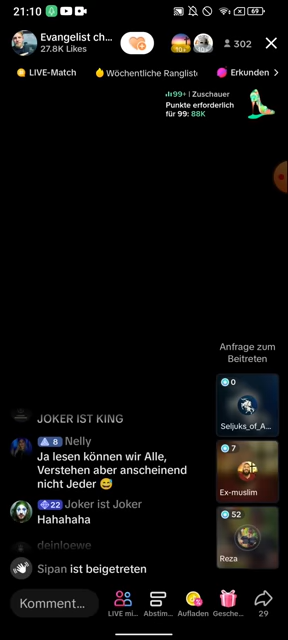 21:10
69
Evangelist ch...
27.8K Likes
10+
10+
302
LIVE-Match
Wöchentliche Rangliste
Erkunden
99+ | Zuschauer
Punkte erforderlich
für 99: 88K
Anfrage zum
Beitreten
0
Seljuks_of_A...
JOKER IST KING
8 Nelly
Ja lesen können wir Alle,
Verstehen aber anscheinend
nicht Jeder 😅
7
Ex-muslim
22 Joker ist Joker
Hahahaha
52
Reza
deinloewe
Sipan ist beigetreten
Komment...
LIVE mi...
Abstim...
Aufladen
Gesche...
29